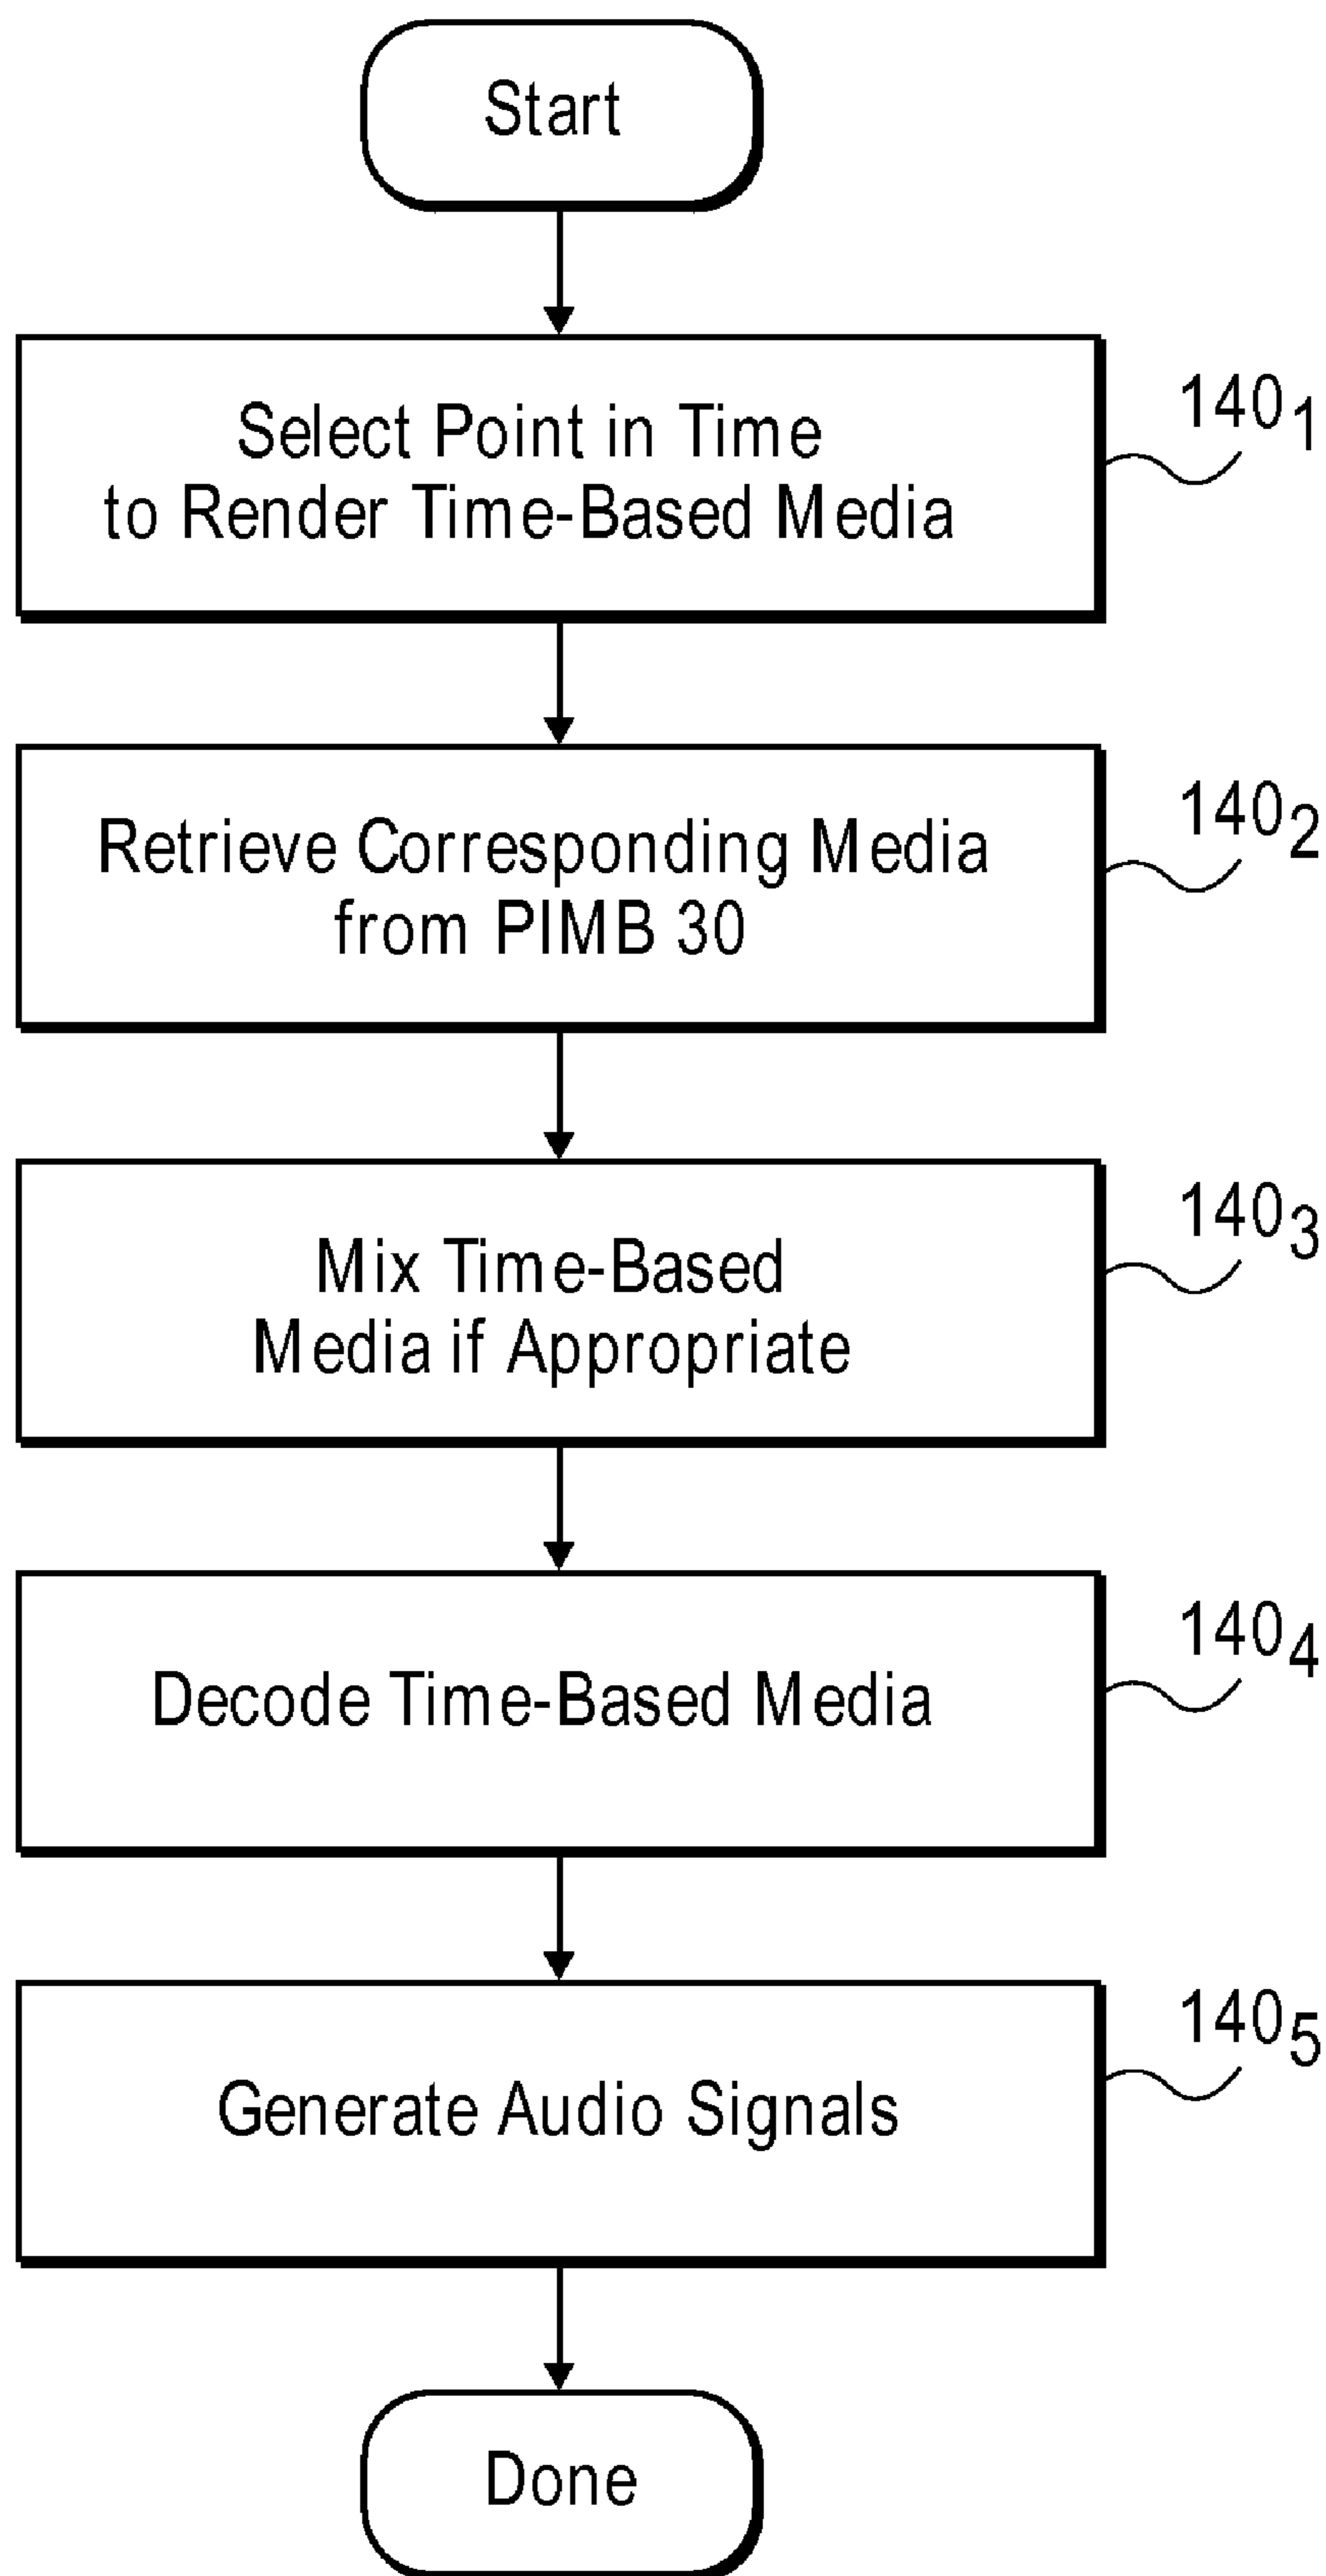 Start
Select Point in Time
to Render Time-Based Media
140₁
Retrieve Corresponding Media
from PIMB 30
140₂
Mix Time-Based
Media if Appropriate
140₃
Decode Time-Based Media
140₄
Generate Audio Signals
140₅
Done